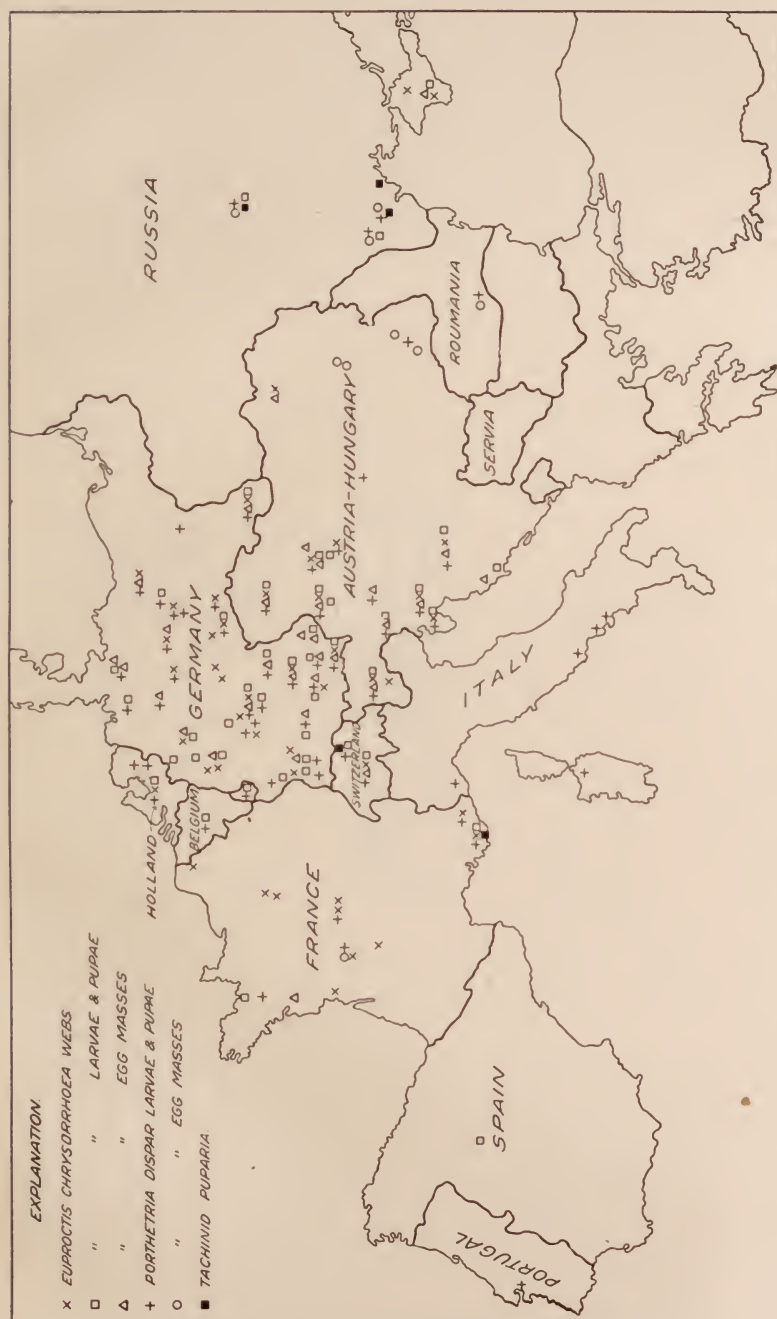 EXPLANATION.
x EUPROCTIS CHRYSORRHOEA WEBS
□ " " LARVAE & PUPAE
△ " " EGG MASSES
+ PORTHETRIA DISPAR LARVAE & PUPAE
○ " " EGG MASSES
■ TACHINID PUPARIA.
RUSSIA
HOLLAND
GERMANY
BELGIUM
FRANCE
SWITZERLAND
AUSTRIA-HUNGARY
ROUMANIA
SERVIA
ITALY
SPAIN
PORTUGAL